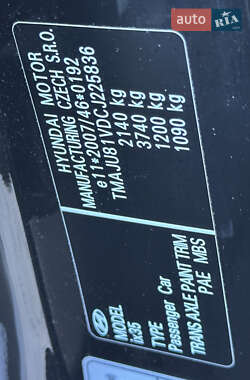 auto RIA
HYUNDAI MOTOR
MANUFACTURING CZECH S.R.O.
e11*2007/46*0192
TMAJU81VDCJ225836
2140 kg
3740 kg
1200 kg
1090 kg
MODEL
ix35
TYPE
Passenger Car
TRANS AXLE PAINT TRIM
PAE MBS